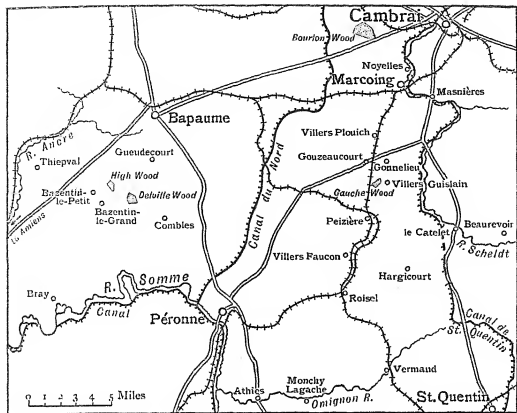 Cambrai
Bourlon Wood
Noyelles
Marcoing
Masnières
Bapaume
R. Ancre
Thiepval
Gueudecourt
High Wood
Bazentin-
le-Petit
Delville Wood
Bazentin-
le-Grand
Combles
to Amiens
Canal du Nord
Villers Plouich
Gouzeaucourt
Gonnelieu
Gauche Wood
Villers Guislain
Peizière
le Catelet
Beaurevoir
R. Scheldt
Villers Faucon
Hargicourt
Bray
R. Somme
Canal
Péronne
Roisel
Canal de
St. Quentin
Vermand
Athies
Monchy
Lagache
Omignon R.
St. Quentin
0 1 2 3 4 5 Miles